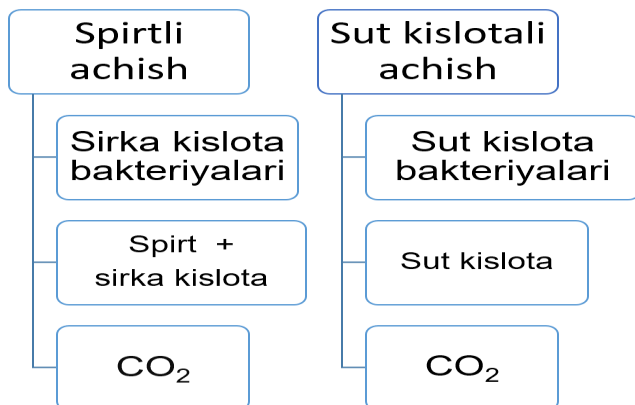 Spirtli
achish
Sirka kislota
bakteriyalari
Spirt +
sirka kislota
CO₂
Sut kislotali
achish
Sut kislota
bakteriyalari
Sut kislota
CO₂